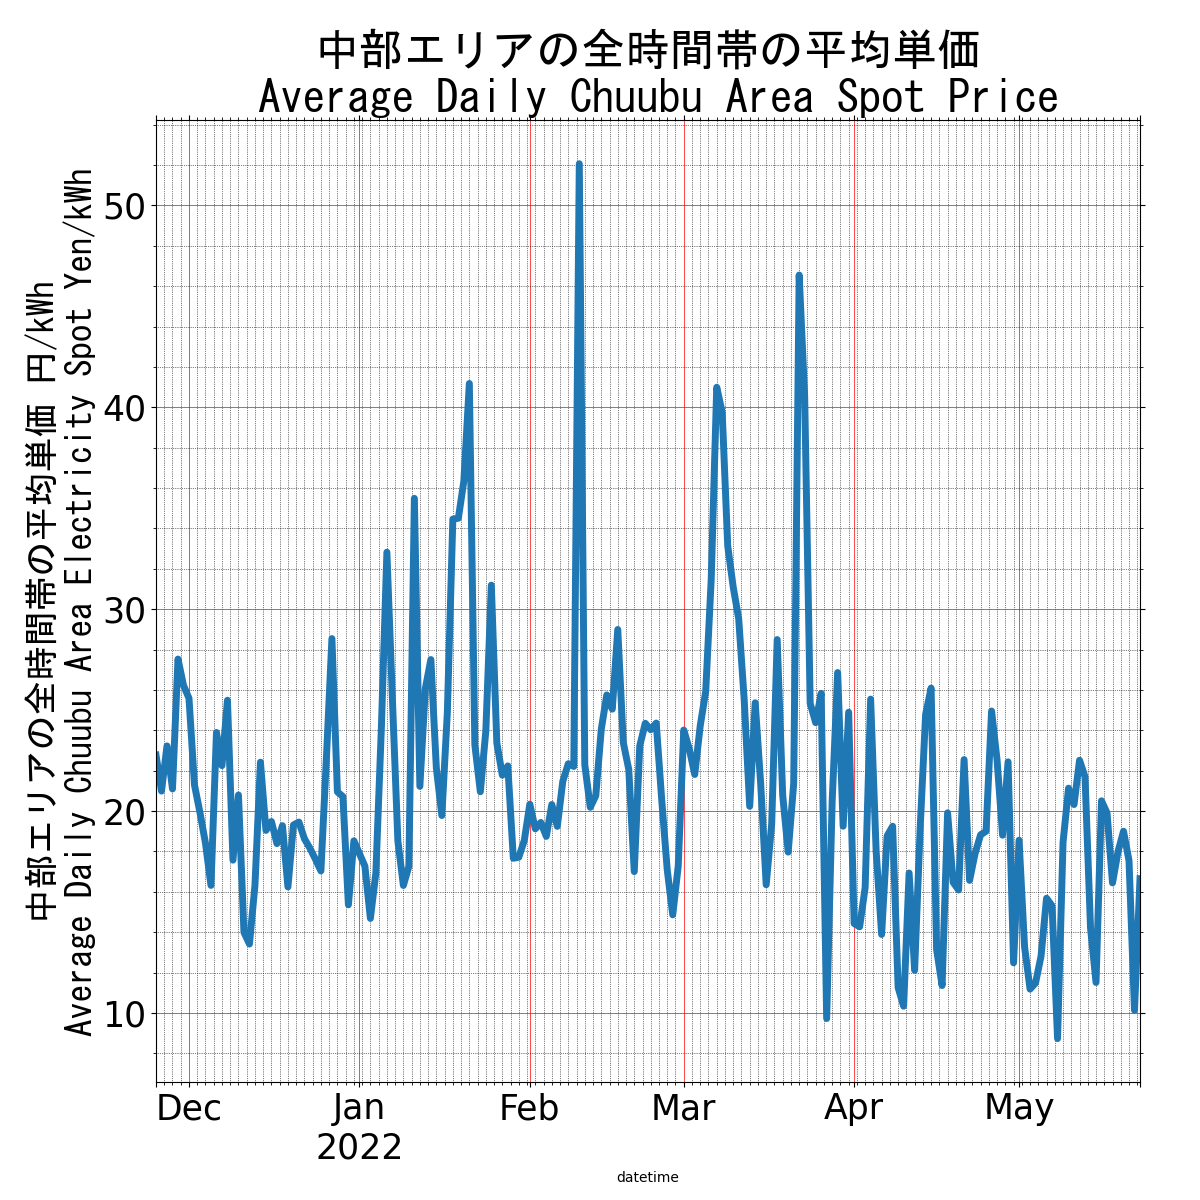 中部エリアの全時間帯の平均単価
Average Daily Chuubu Area Spot Price
中部エリアの全時間帯の平均単価 円/kWh
Average Daily Chuubu Area Electricity Spot Yen/kWh
50
40
30
20
10
Dec Jan Feb Mar Apr May
2022
datetime